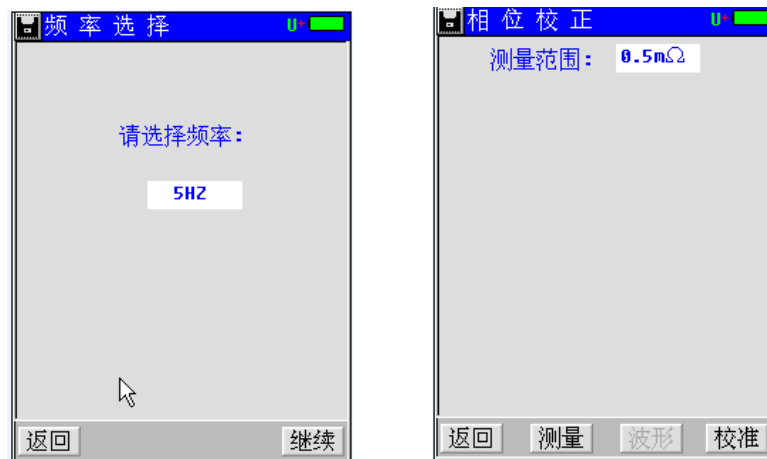 频率选择 U+
请选择频率:
5HZ
返回 继续
相位校正 U+
测量范围: 0.5mΩ
返回 测量 波形 校准